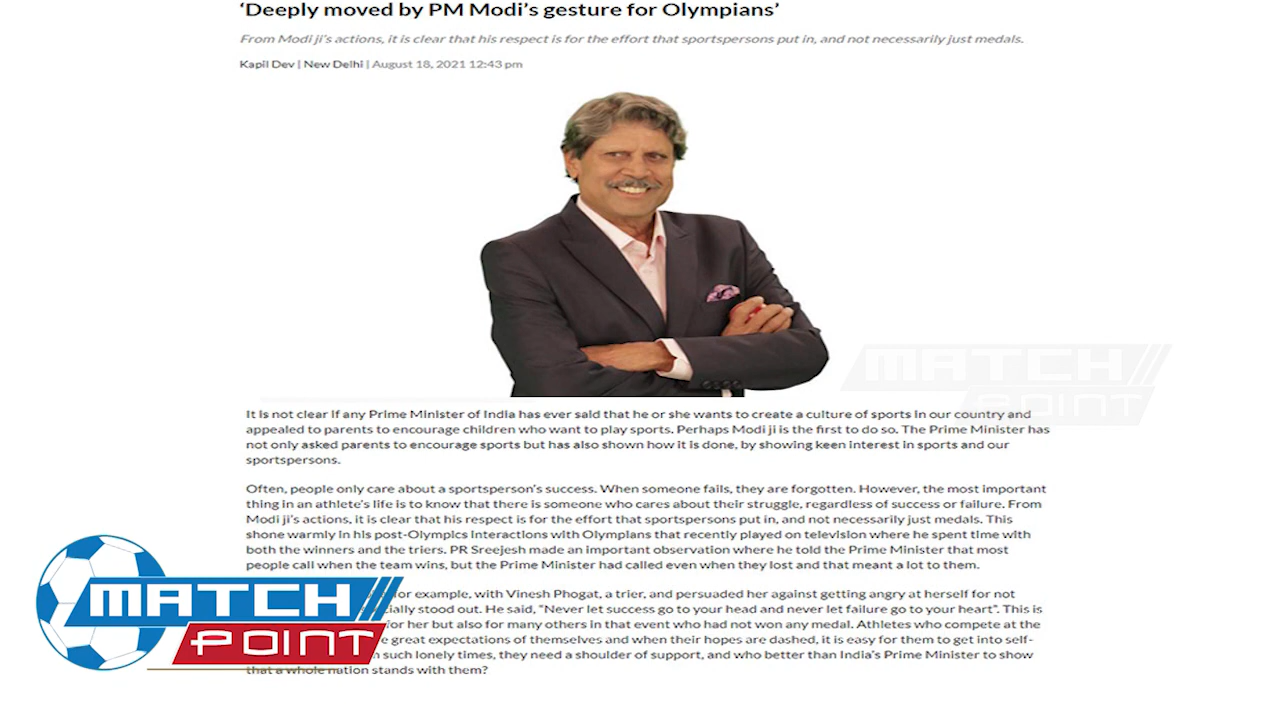 ‘Deeply moved by PM Modi’s gesture for Olympians’
From Modi ji’s actions, it is clear that his respect is for the effort that sportspersons put in, and not necessarily just medals.
Kapil Dev | New Delhi | August 18, 2021 12:43 pm
MATCH
POINT
It is not clear if any Prime Minister of India has ever said that he or she wants to create a culture of sports in our country and
appealed to parents to encourage children who want to play sports. Perhaps Modi ji is the first to do so. The Prime Minister has
not only asked parents to encourage sports but has also shown how it is done, by showing keen interest in sports and our
sportspersons.
Often, people only care about a sportsperson’s success. When someone fails, they are forgotten. However, the most important
thing in an athlete’s life is to know that there is someone who cares about their struggle, regardless of success or failure. From
Modi ji’s actions, it is clear that his respect is for the effort that sportspersons put in, and not necessarily just medals. This
shone warmly in his post-Olympics interactions with Olympians that recently played on television where he spent time with
both the winners and the triers. PR Sreejesh made an important observation where he told the Prime Minister that most
people call when the team wins, but the Prime Minister had called even when they lost and that meant a lot to them.
for example, with Vinesh Phogat, a trier, and persuaded her against getting angry at herself for not
stood out. He said, “Never let success go to your head and never let failure go to your heart”. This is
for her but also for many others in that event who had not won any medal. Athletes who compete at the
great expectations of themselves and when their hopes are dashed, it is easy for them to get into self-
such lonely times, they need a shoulder of support, and who better than India’s Prime Minister to show
that a whole nation stands with them?
MATCH
POINT